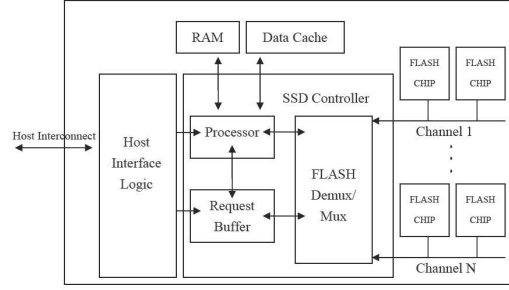 RAM
Data Cache
FLASH
CHIP
FLASH
CHIP
SSD Controller
Host Interconnect
Host
Interface
Logic
Processor
Channel 1
FLASH
Demux/
Mux
Request
Buffer
FLASH
CHIP
FLASH
CHIP
Channel N